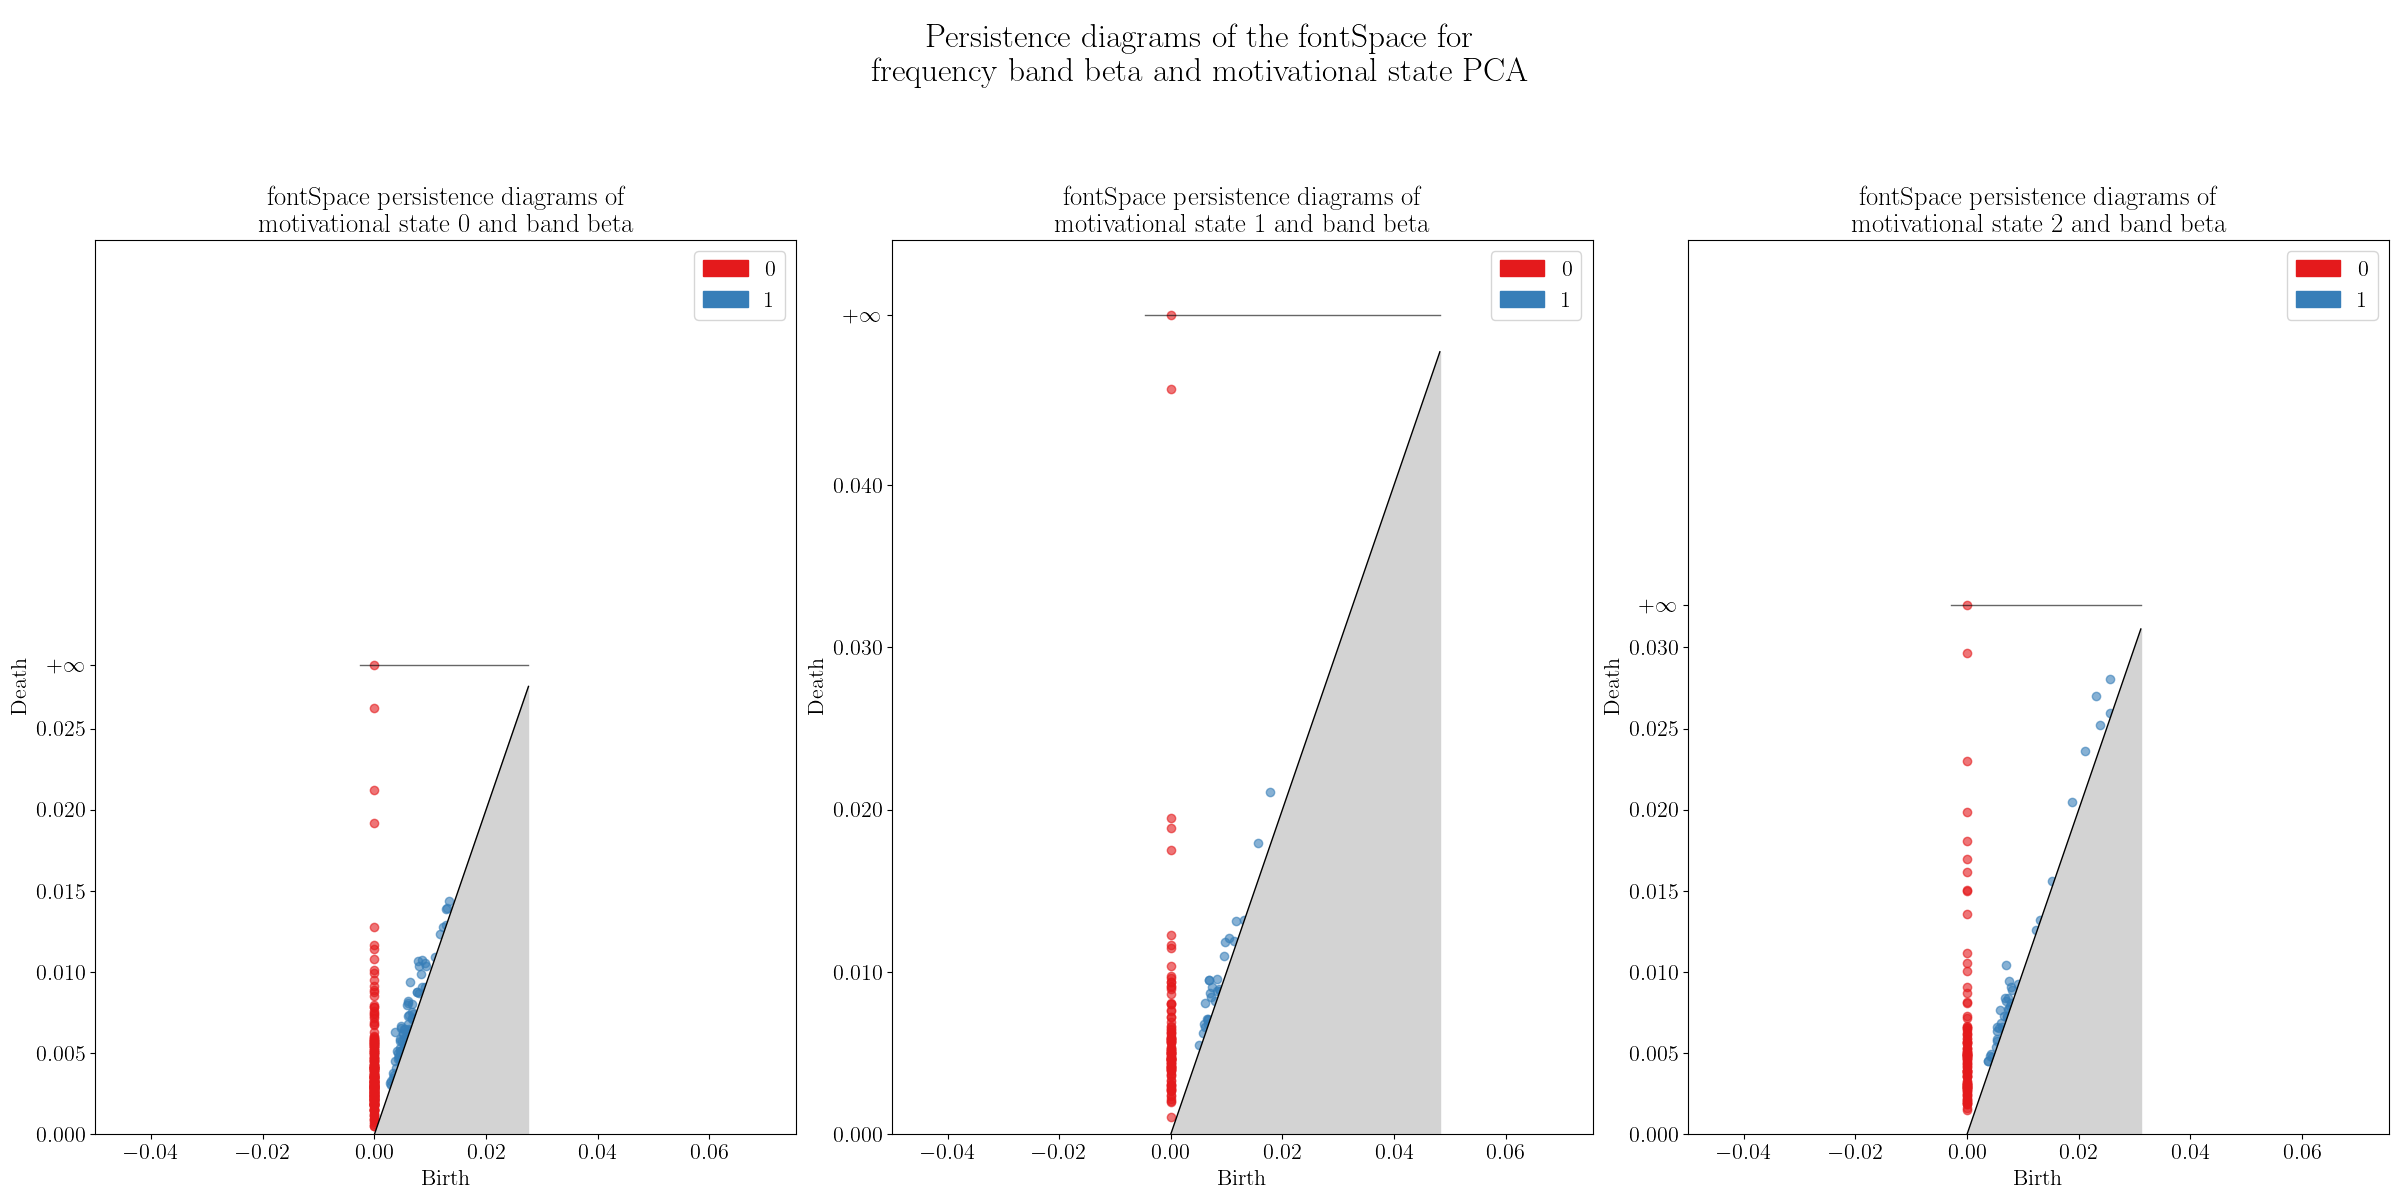 Persistence diagrams of the fontSpace for
frequency band beta and motivational state PCA
fontSpace persistence diagrams of
motivational state 0 and band beta
0
1
+∞
0.025
0.020
0.015
0.010
0.005
0.000
Death
−0.04 −0.02 0.00 0.02 0.04 0.06
Birth
fontSpace persistence diagrams of
motivational state 1 and band beta
0
1
+∞
0.040
0.030
0.020
0.010
0.000
Death
−0.04 −0.02 0.00 0.02 0.04 0.06
Birth
fontSpace persistence diagrams of
motivational state 2 and band beta
0
1
+∞
0.030
0.025
0.020
0.015
0.010
0.005
0.000
Death
−0.04 −0.02 0.00 0.02 0.04 0.06
Birth